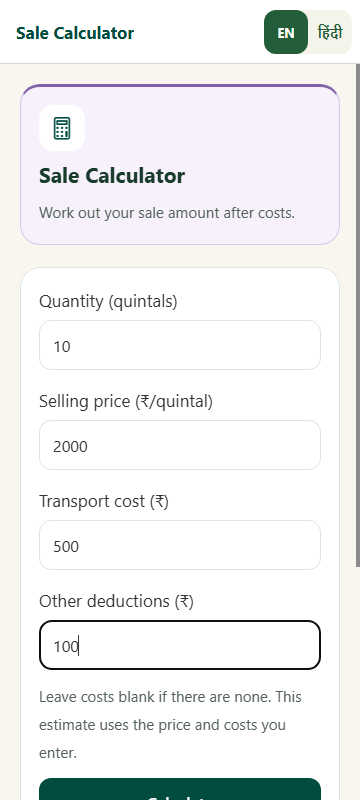 Sale Calculator
EN
हिंदी
Sale Calculator
Work out your sale amount after costs.
Quantity (quintals)
10
Selling price (₹/quintal)
2000
Transport cost (₹)
500
Other deductions (₹)
100
Leave costs blank if there are none. This
estimate uses the price and costs you
enter.